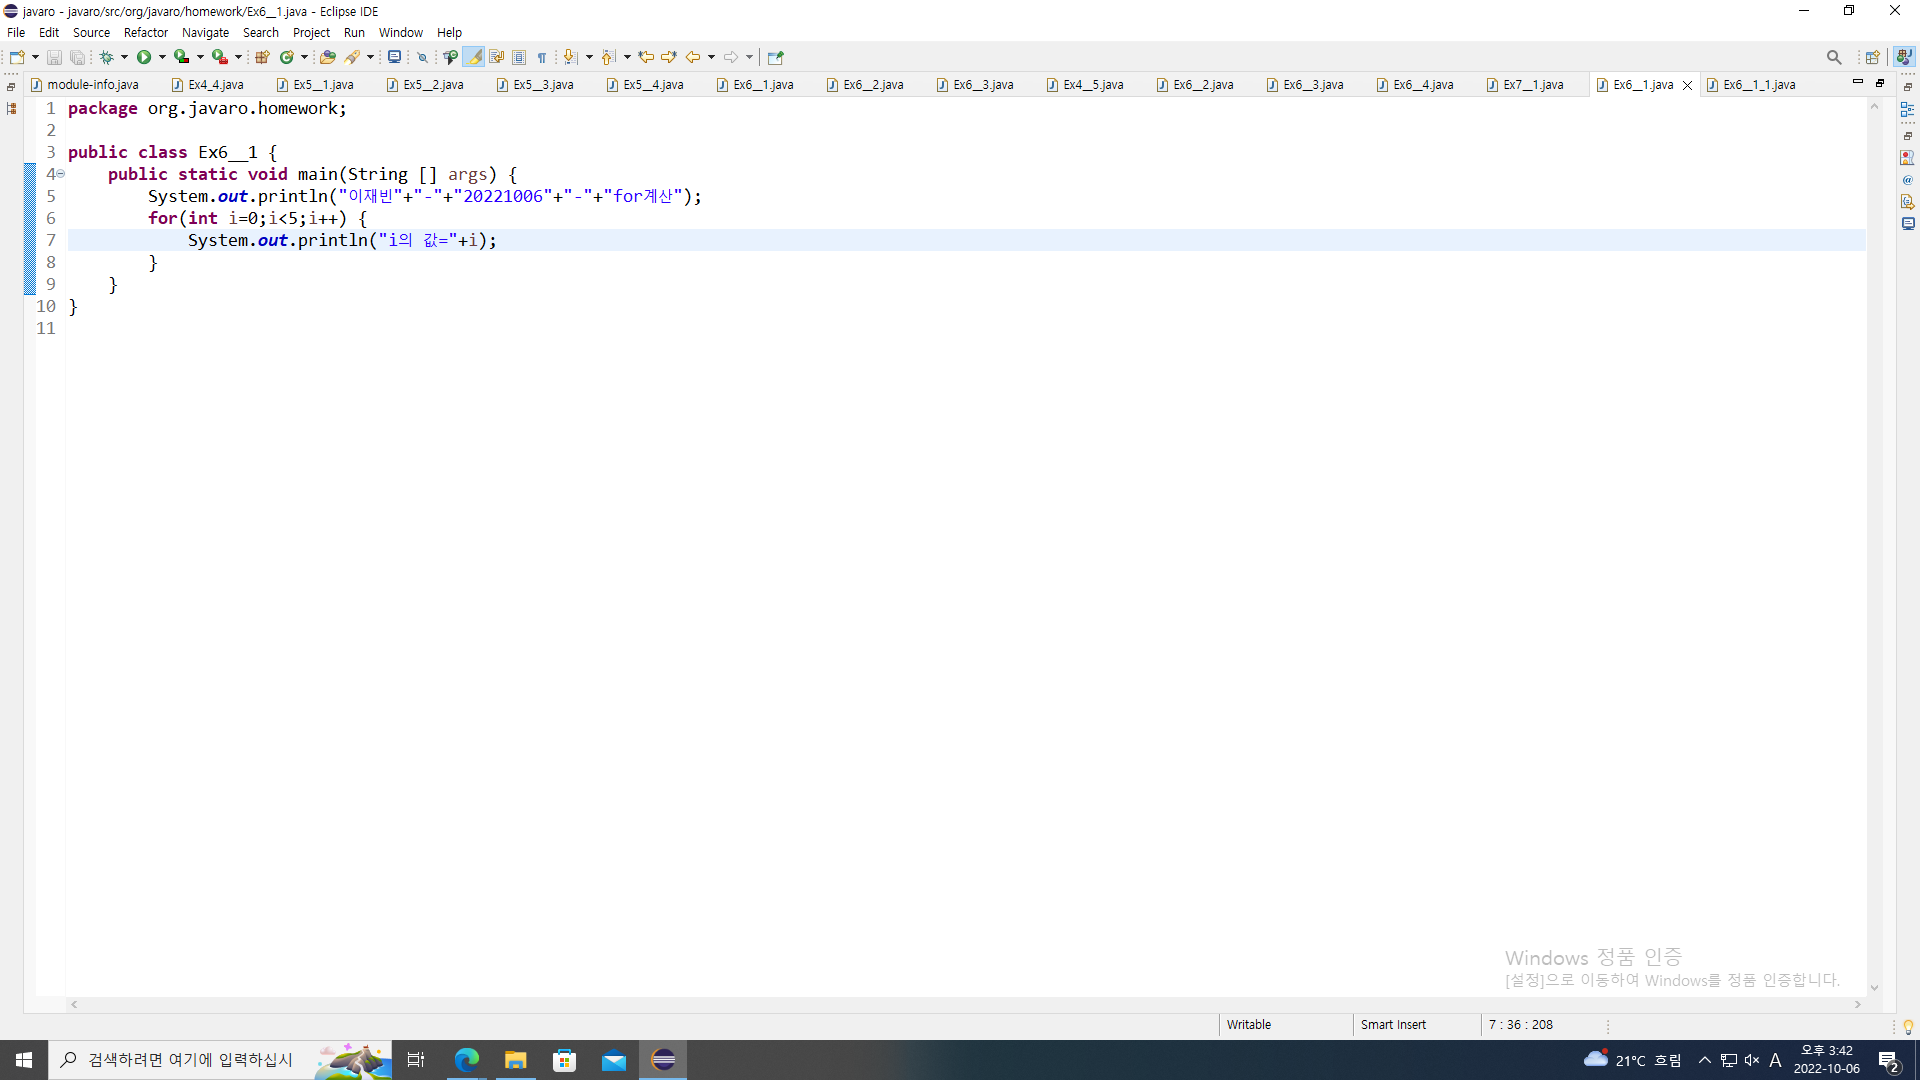 javaro - javaro/src/org/javaro/homework/Ex6__1.java - Eclipse IDE
File Edit Source Refactor Navigate Search Project Run Window Help
module-info.java Ex4_4.java Ex5__1.java Ex5__2.java Ex5__3.java Ex5__4.java Ex6__1.java Ex6__2.java Ex6__3.java Ex4__5.java Ex6__2.java Ex6__3.java Ex6__4.java Ex7__1.java Ex6__1.java Ex6__1_1.java
1 package org.javaro.homework;
2
3 public class Ex6__1 {
4 public static void main(String [] args) {
5 System.out.println("이재빈"+"-"+"20221006"+"-"+"for계산");
6 for(int i=0;i<5;i++) {
7 System.out.println("i의 값="+i);
8 }
9 }
10 }
11
Windows 정품 인증
[설정]으로 이동하여 Windows를 정품 인증합니다.
Writable Smart Insert 7 : 36 : 208
검색하려면 여기에 입력하십시
21°C 흐림
A
오후 3:42
2022-10-06
2